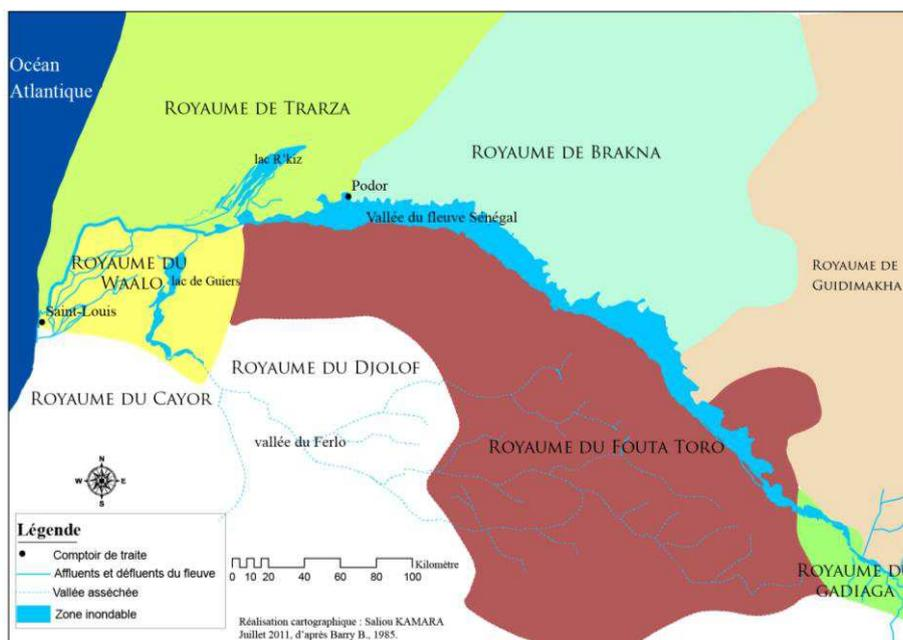 Océan
Atlantique
ROYAUME DE TRARZA
lac R'kiz
ROYAUME DE BRAKNA
Podor
Vallée du fleuve Sénégal
ROYAUME DU
WAALO
lac de Guiers
ROYAUME DE
GUIDIMAKHA
Saint-Louis
ROYAUME DU DJOLOF
ROYAUME DU CAYOR
vallée du Ferlo
ROYAUME DU FOUTA TORO
N
W
E
S
Légende
Comptoir de traite
Affluents et défluents du fleuve
Vallée asséchée
Zone inondable
Kilomètre
0 10 20 40 60 80 100
ROYAUME DU
GADIAGA
Réalisation cartographique : Saliou KAMARA
Juillet 2011, d'après Barry B., 1985.